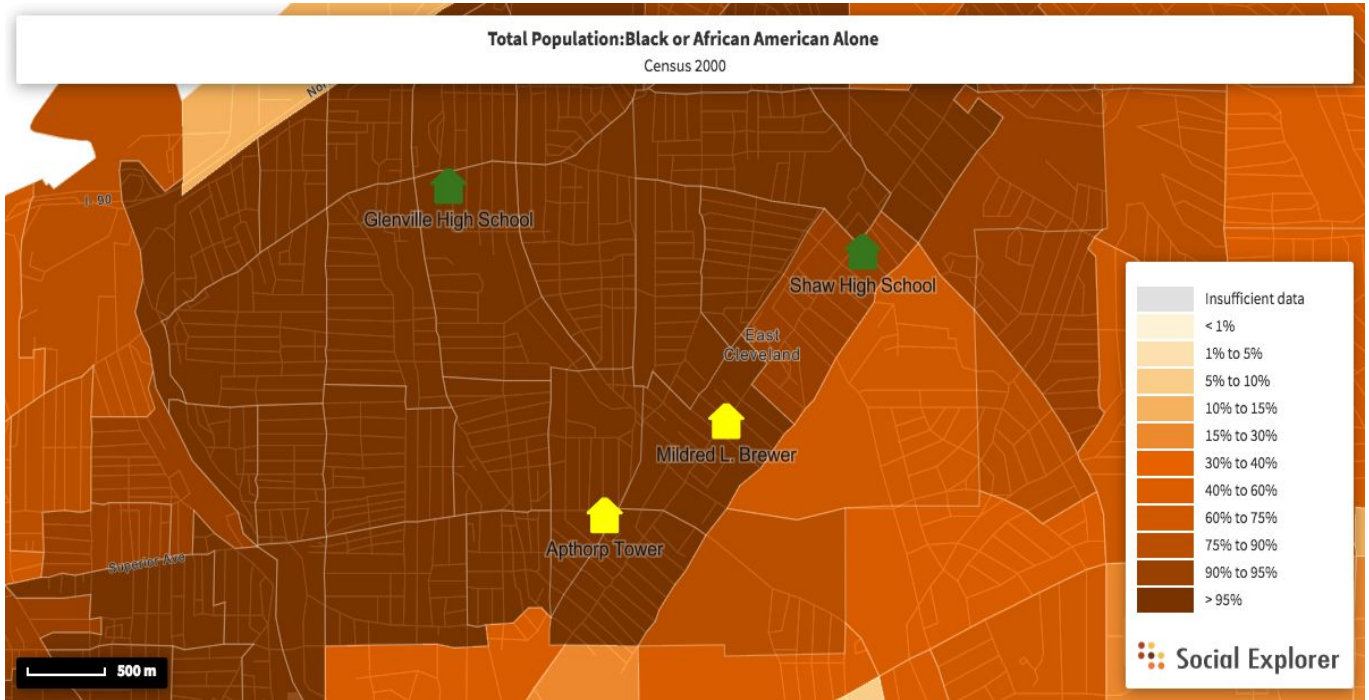 Total Population:Black or African American Alone
Census 2000
I- 90
Glenville High School
Shaw High School
East
Cleveland
Mildred L. Brewer
Apthorp Tower
Superior Ave
500 m
Insufficient data
< 1%
1% to 5%
5% to 10%
10% to 15%
15% to 30%
30% to 40%
40% to 60%
60% to 75%
75% to 90%
90% to 95%
> 95%
Social Explorer